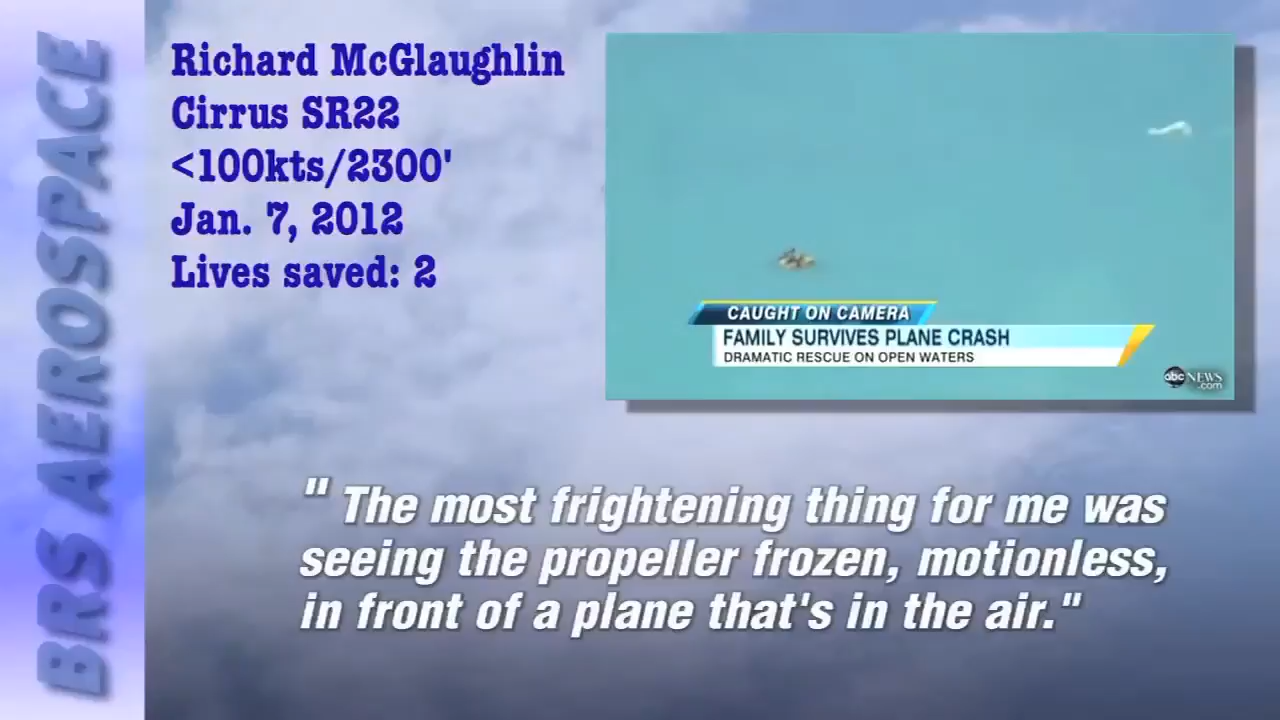 BRS AEROSPACE
Richard McGlaughlin
Cirrus SR22
<100kts/2300'
Jan. 7, 2012
Lives saved: 2
CAUGHT ON CAMERA
FAMILY SURVIVES PLANE CRASH
DRAMATIC RESCUE ON OPEN WATERS
abc NEWS
.com
" The most frightening thing for me was
seeing the propeller frozen, motionless,
in front of a plane that's in the air."